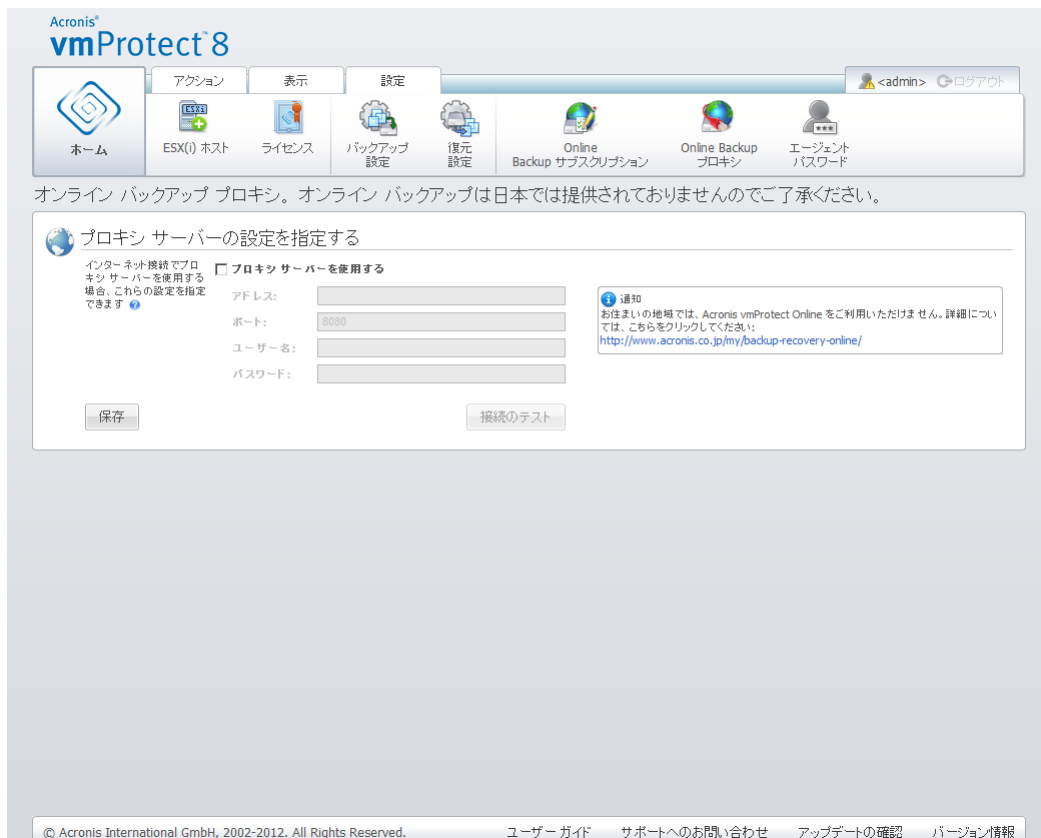 Acronis®
vmProtect™8
アクション
表示
設定
<admin>
ログアウト
ホーム
ESXi
ESX(i) ホスト
ライセンス
バックアップ
設定
復元
設定
Online
Backup サブスクリプション
Online Backup
プロキシ
エージェント
パスワード
オンライン バックアップ プロキシ。オンライン バックアップは日本では提供されておりませんのでご了承ください。
プロキシ サーバーの設定を指定する
インターネット接続でプロ
キシ サーバーを使用する
場合、これらの設定を指定
できます
プロキシ サーバーを使用する
アドレス:
ポート:
8080
ユーザー名:
パスワード:
通知
お住まいの地域では、Acronis vmProtect Online をご利用いただけません。詳細につい
ては、こちらをクリックしてください:
http://www.acronis.co.jp/my/backup-recovery-online/
保存
接続のテスト
© Acronis International GmbH, 2002-2012. All Rights Reserved.
ユーザー ガイド
サポートへのお問い合わせ
アップデートの確認
バージョン情報